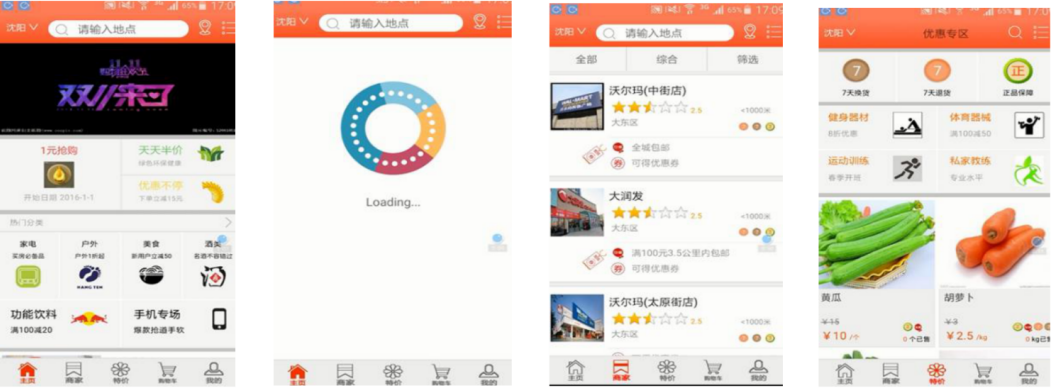 65% 17:09
沈阳
请输入地点
11.11
双11来了
1元抢购
开始日期 2016-1-1
天天半价
绿色环保健康
优惠不停
下单立减15元
热门分类
家电
买房必备品
户外
户外1折起
美食
新用户立减50
酒类
名酒不容错过
KANG TAN
功能饮料
满100减20
手机专场
爆款抢道手软
主页
商家
特价
购物车
我的
65% 17:09
沈阳
请输入地点
Loading...
主页
商家
特价
购物车
我的
65% 17:09
沈阳
请输入地点
全部
综合
筛选
沃尔玛(中街店)
2.5
<1000米
大东区
全城包邮
券
可得优惠券
大润发
2.5
<1000米
大东区
满100元3.5公里内包邮
券
可得优惠券
沃尔玛(太原街店)
2.5
<1000米
大东区
主页
商家
特价
购物车
我的
65% 17:09
沈阳
优惠专区
7
7天换货
7
7天退货
正
正品保障
健身器材
8折优惠
体育器械
满100减50
运动训练
春季开班
私家教练
专业水平
黄瓜
¥15
¥10 /个
0 个已售
胡萝卜
¥3
¥2.5 /kg
0 kg已售
主页
商家
特价
购物车
我的